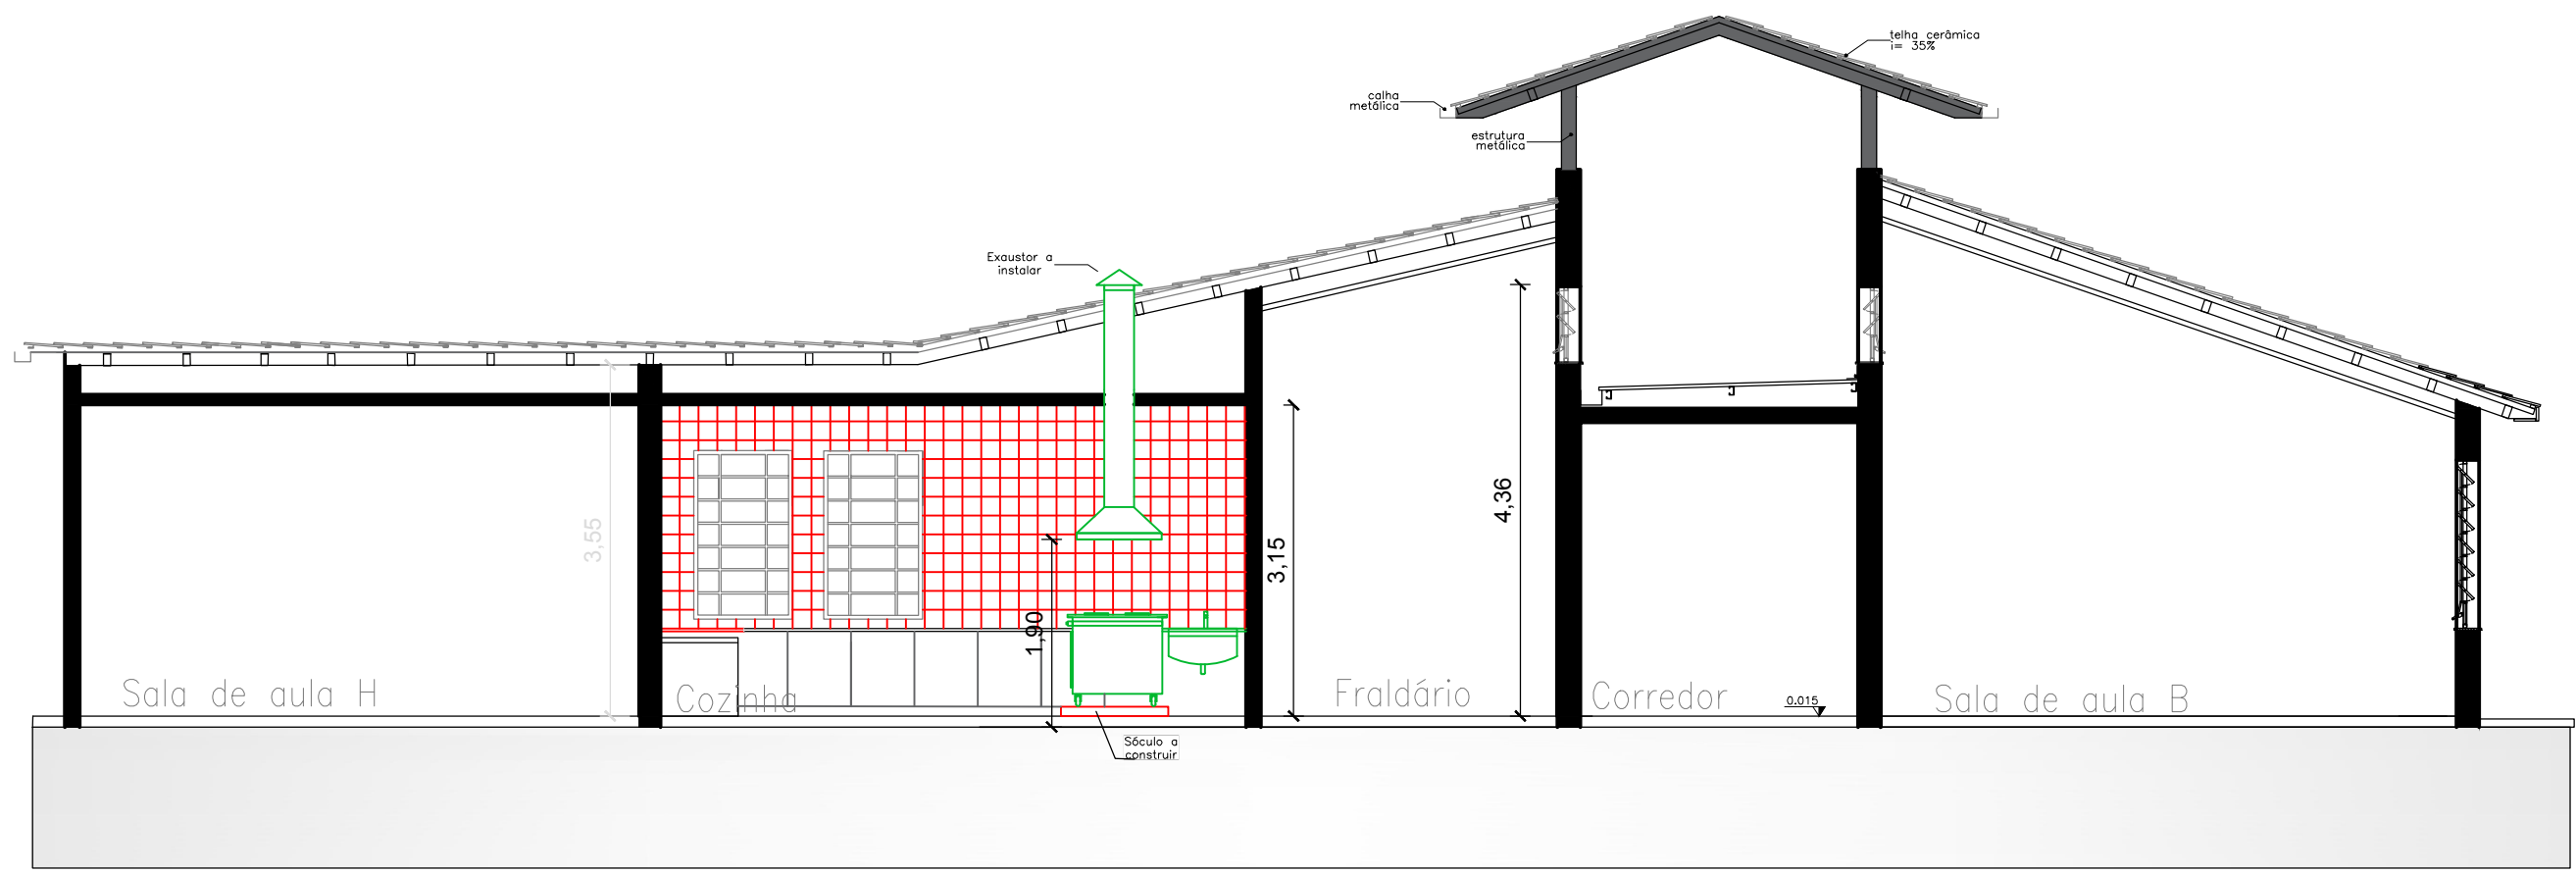 telha cerâmica
i= 35%
calha
metálica
estrutura
metálica
Exaustor a
instalar
3,55
1,90
3,15
4,36
Sala de aula H
Cozinha
Fraldário
Corredor
0.015
Sala de aula B
Sóculo a
construir